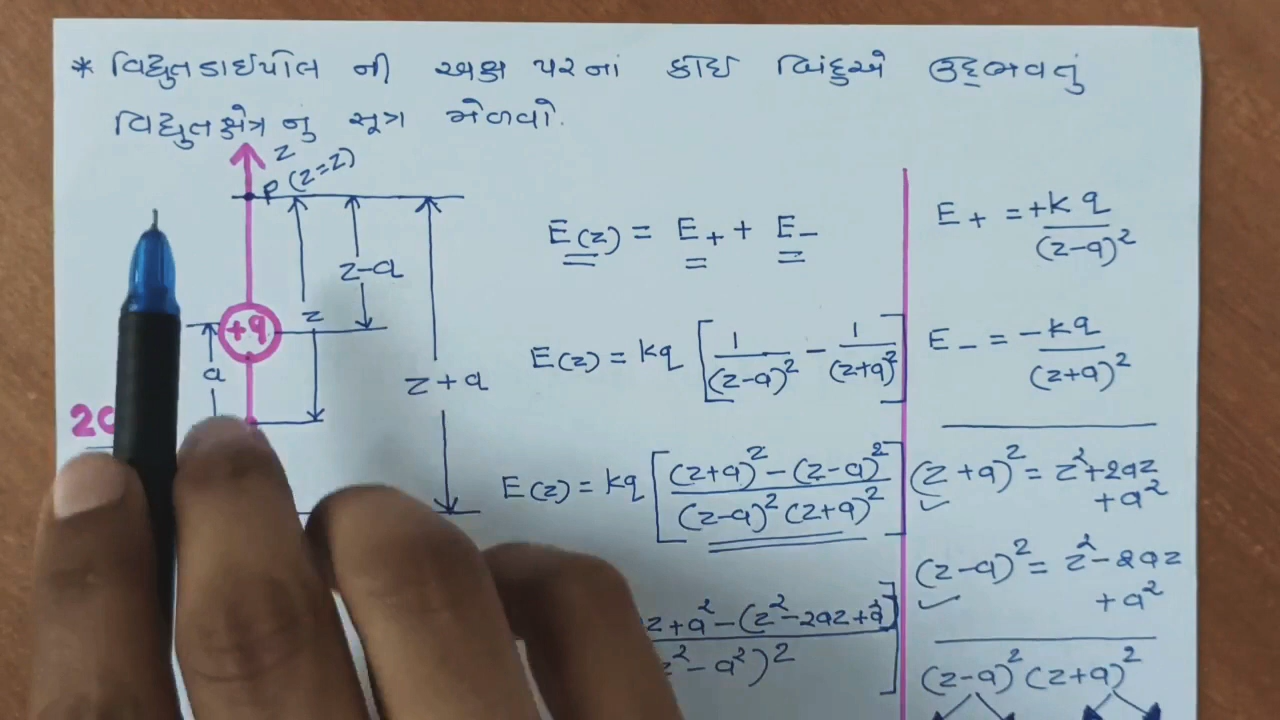 * વિદ્યુતડાઈપોલ ની અક્ષ પરનાં કોઈ બિંદુએ ઉદ્દભવતું
વિદ્યુતક્ષેત્ર નું સૂત્ર મેળવો.
z
P (z=z)
z-a
z
+q
a
z+a
E(z) = E₊ + E₋
E(z) = kq [1/(z-a)² - 1/(z+a)²]
E(z) = kq [(z+a)² - (z-a)² / (z-a)² (z+a)²]
z+a² - (z² - 2az + a²)]
z² - a²)²
E₊ = +kq/(z-a)²
E₋ = -kq/(z+a)²
(z+a)² = z² + 2az
+ a²
(z-a)² = z² - 2az
+ a²
(z-a)² (z+a)²